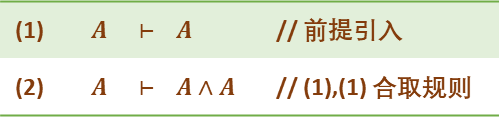 (1) A ⊢ A // 前提引入
(2) A ⊢ A ∧ A // (1),(1) 合取规则